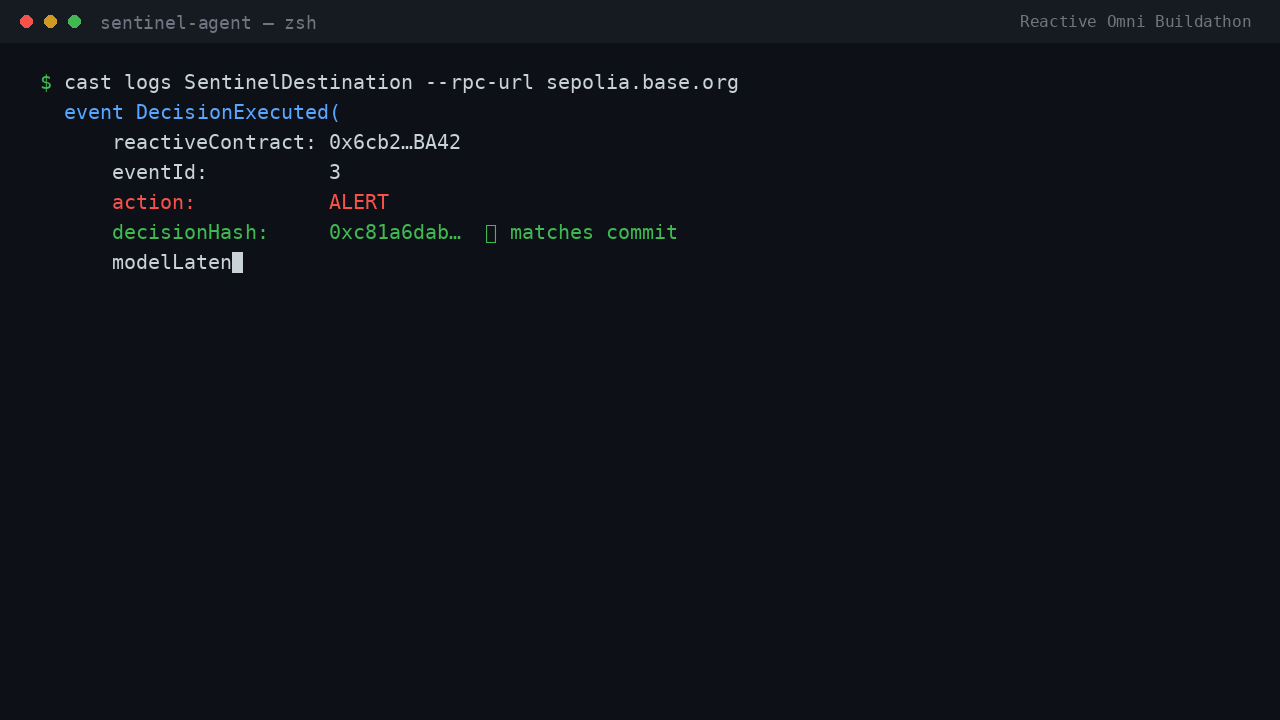 sentinel-agent — zsh
Reactive Omni Buildathon
$ cast logs SentinelDestination --rpc-url sepolia.base.org
event DecisionExecuted(
reactiveContract: 0x6cb2…BA42
eventId: 3
action: ALERT
decisionHash: 0xc81a6dab… ▯ matches commit
modelLaten